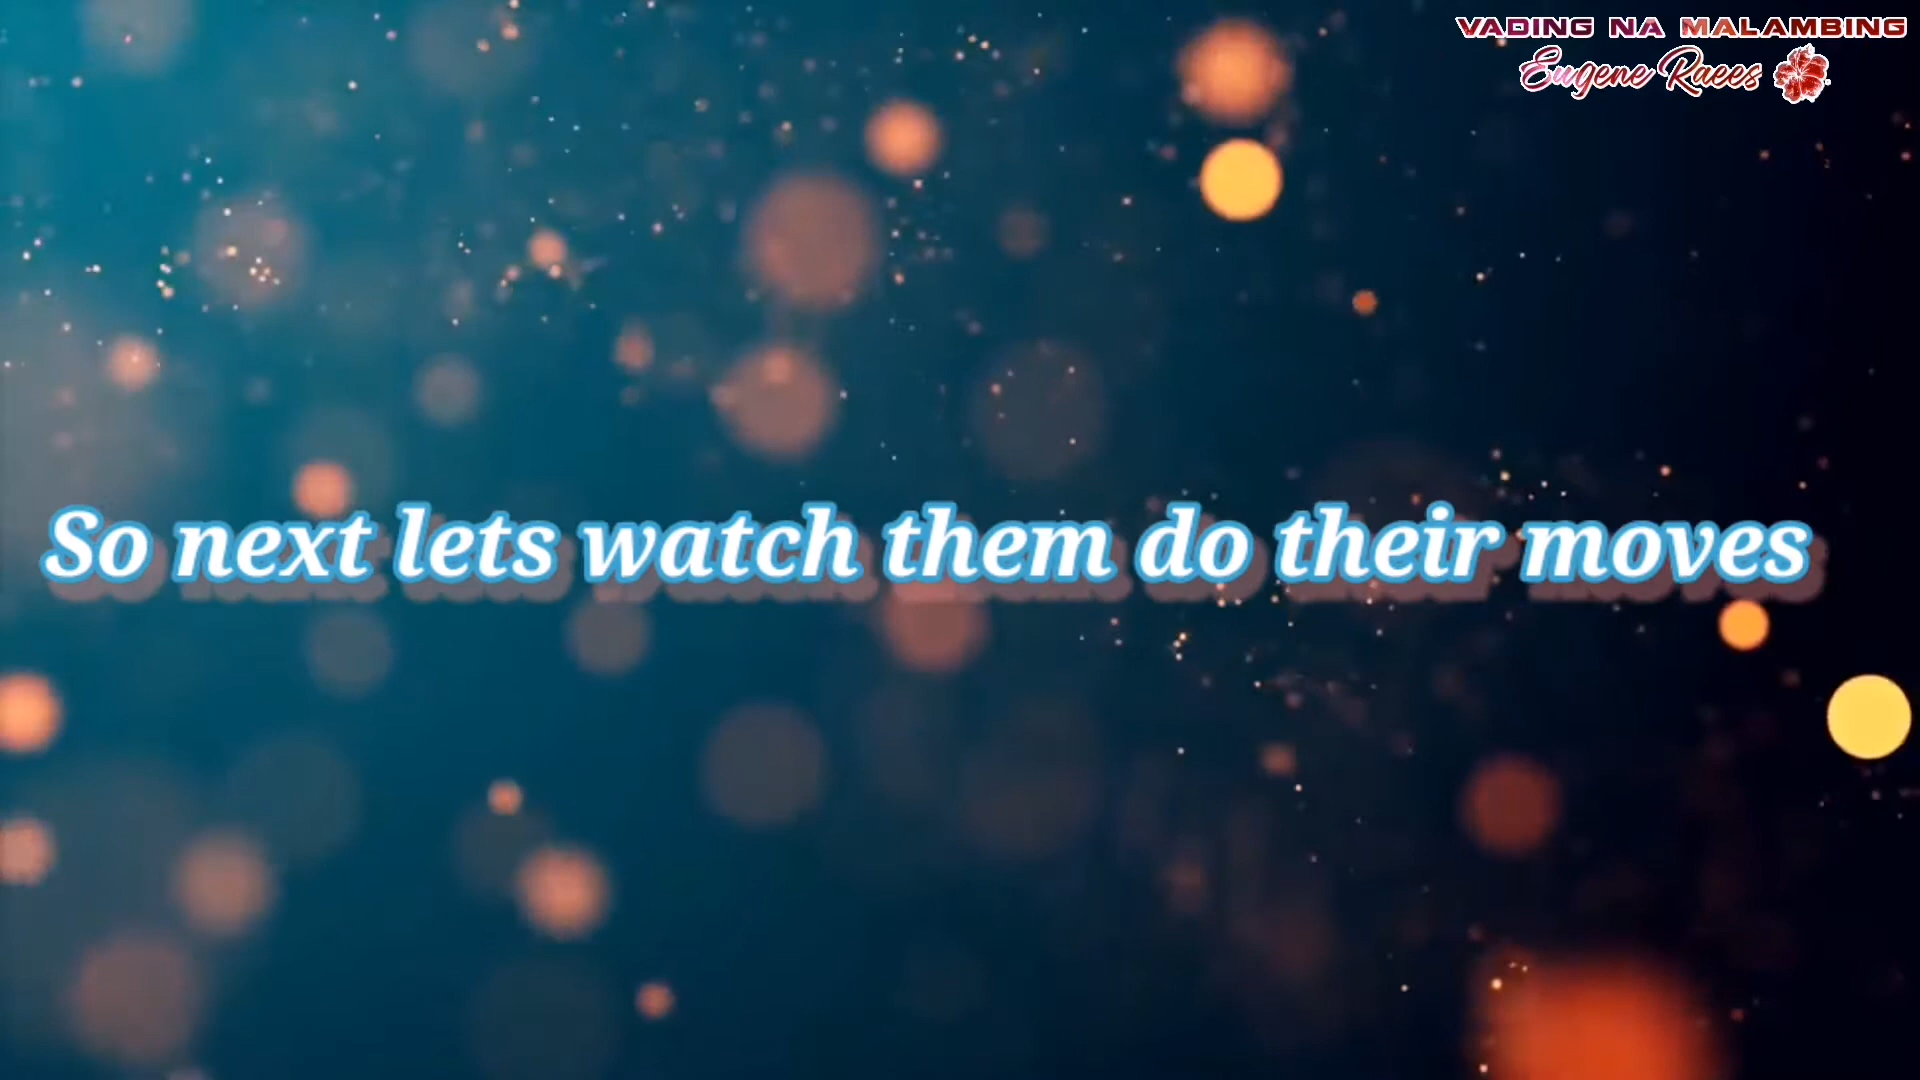 VADING NA MALAMBING
Eugene Raees
So next lets watch them do their moves